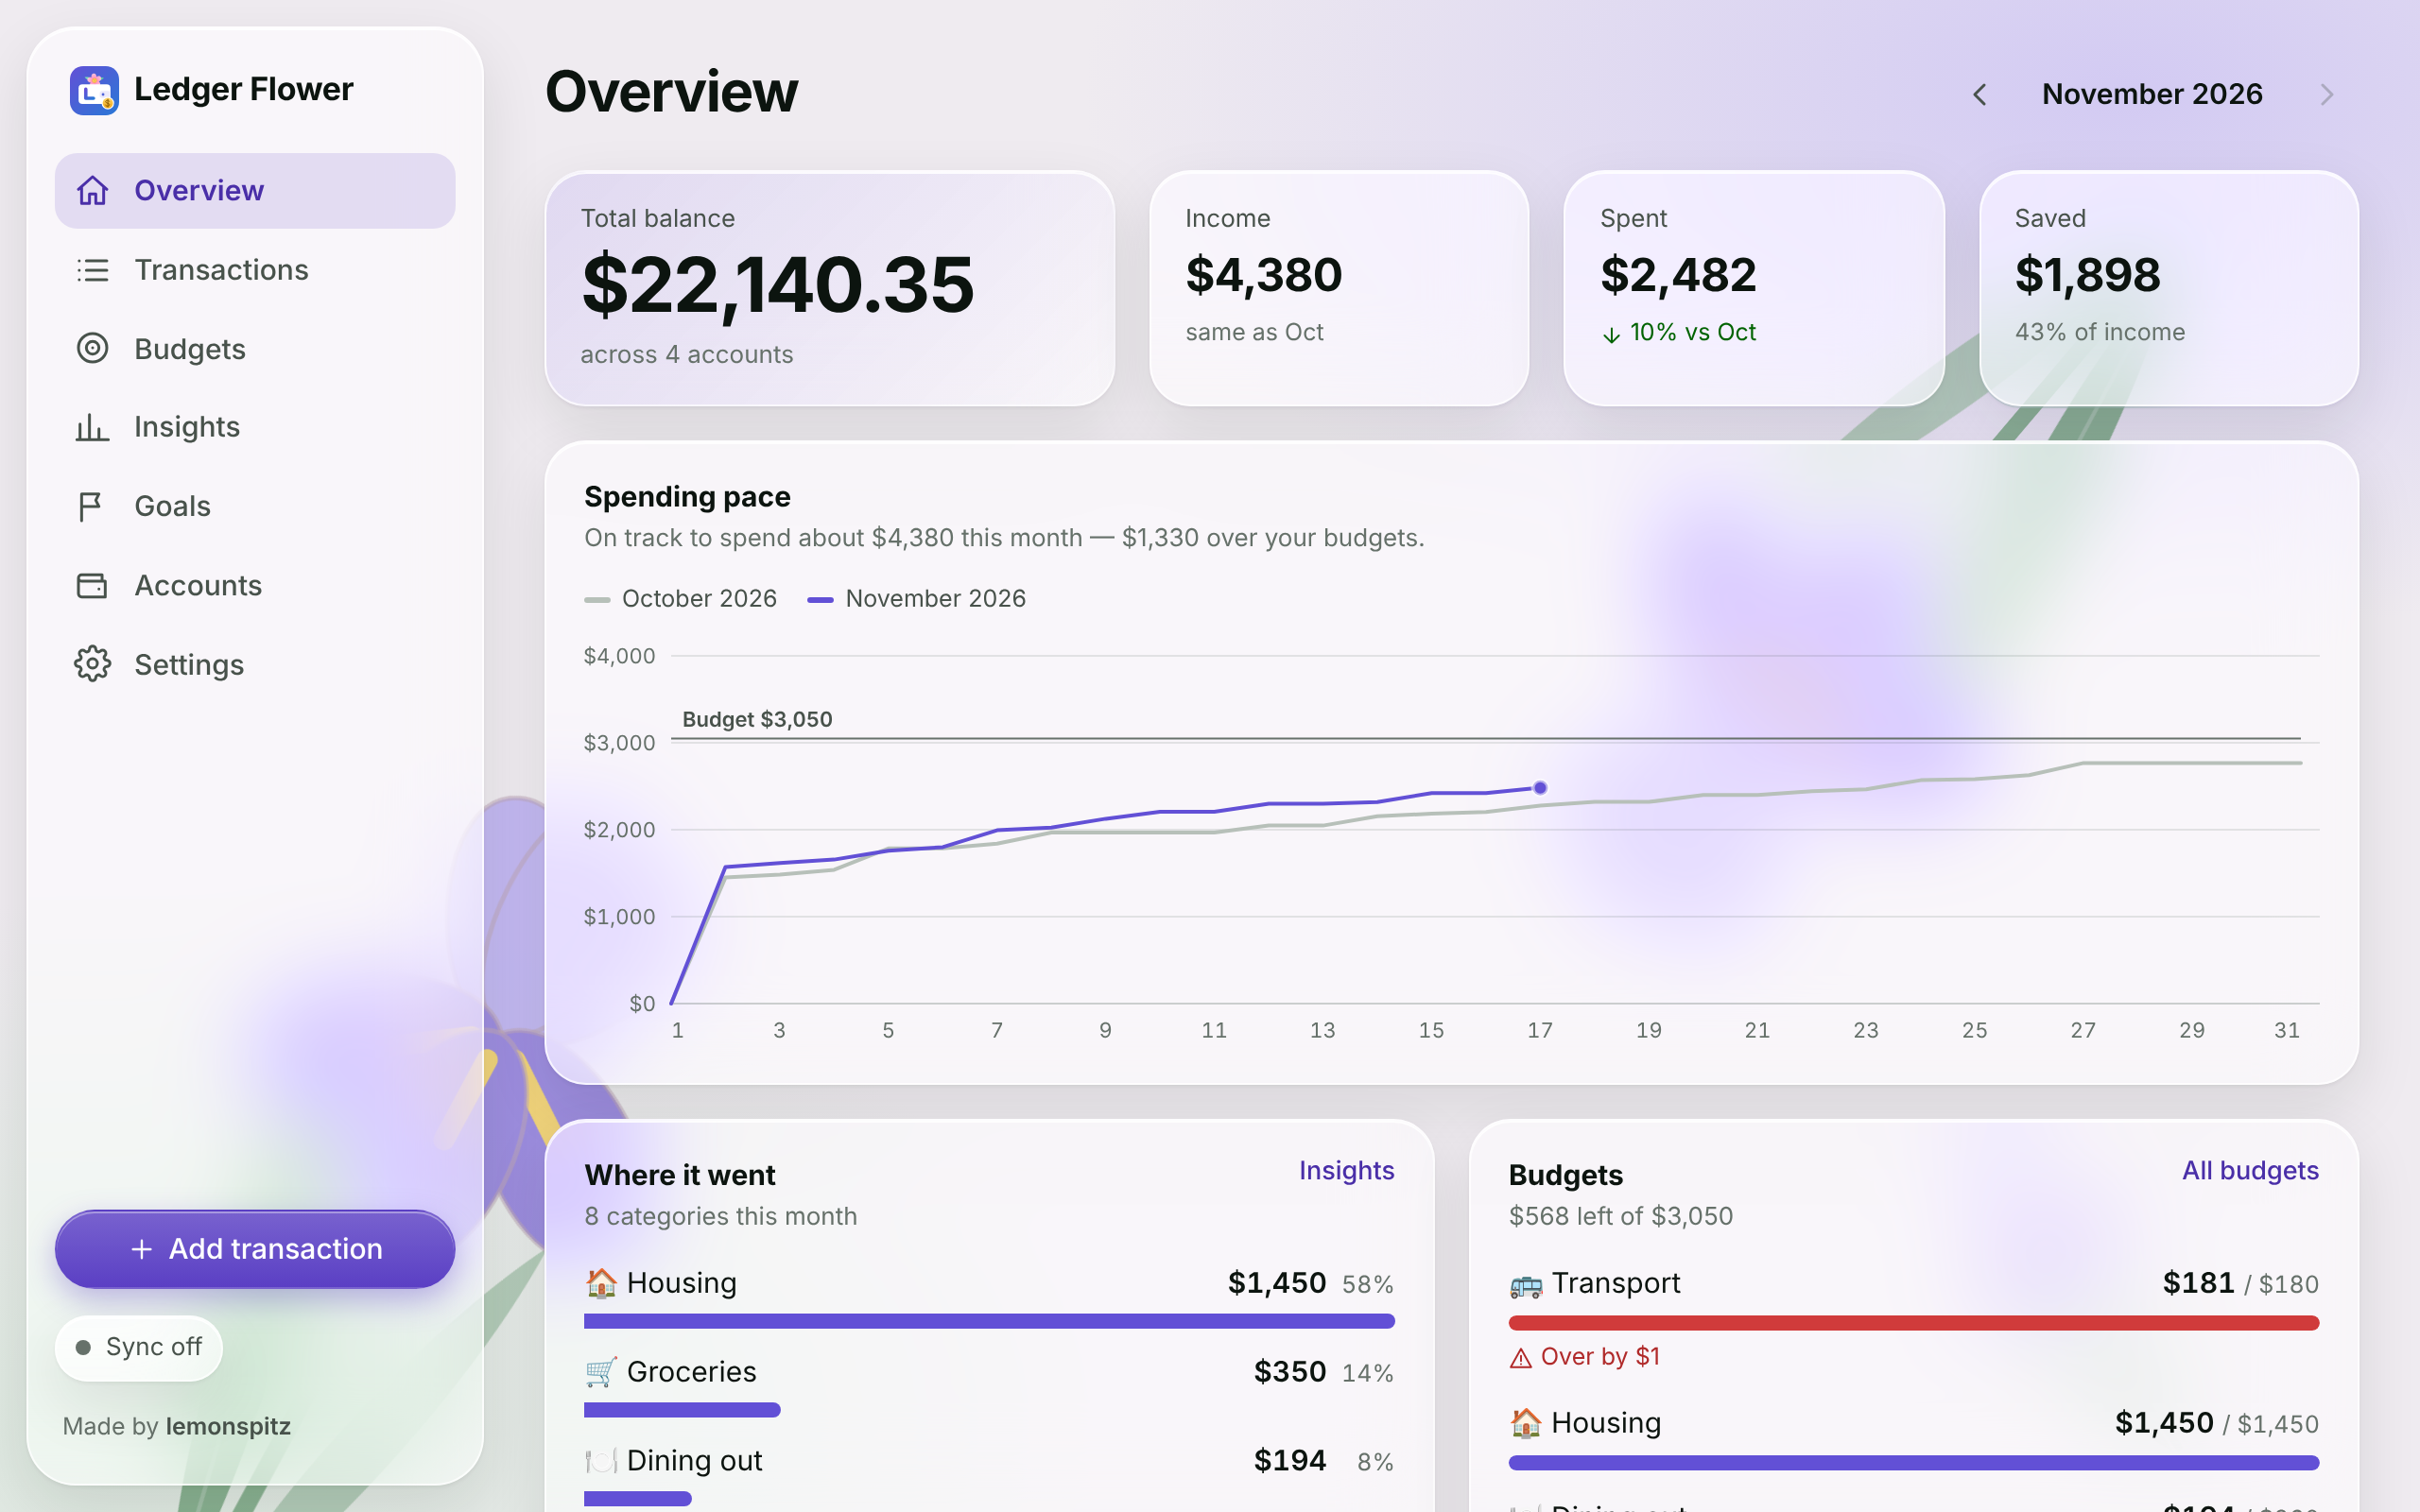 Ledger Flower
Overview
Transactions
Budgets
Insights
Goals
Accounts
Settings
+ Add transaction
Sync off
Made by lemonspitz
Overview
November 2026
Total balance
$22,140.35
across 4 accounts
Income
$4,380
same as Oct
Spent
$2,482
↓ 10% vs Oct
Saved
$1,898
43% of income
Spending pace
On track to spend about $4,380 this month — $1,330 over your budgets.
October 2026 November 2026
$4,000
Budget $3,050
$3,000
$2,000
$1,000
$0
1 3 5 7 9 11 13 15 17 19 21 23 25 27 29 31
Where it went Insights
8 categories this month
🏠 Housing $1,450 58%
🛒 Groceries $350 14%
🍽️ Dining out $194 8%
Budgets All budgets
$568 left of $3,050
🚌 Transport $181 / $180
Over by $1
🏠 Housing $1,450 / $1,450